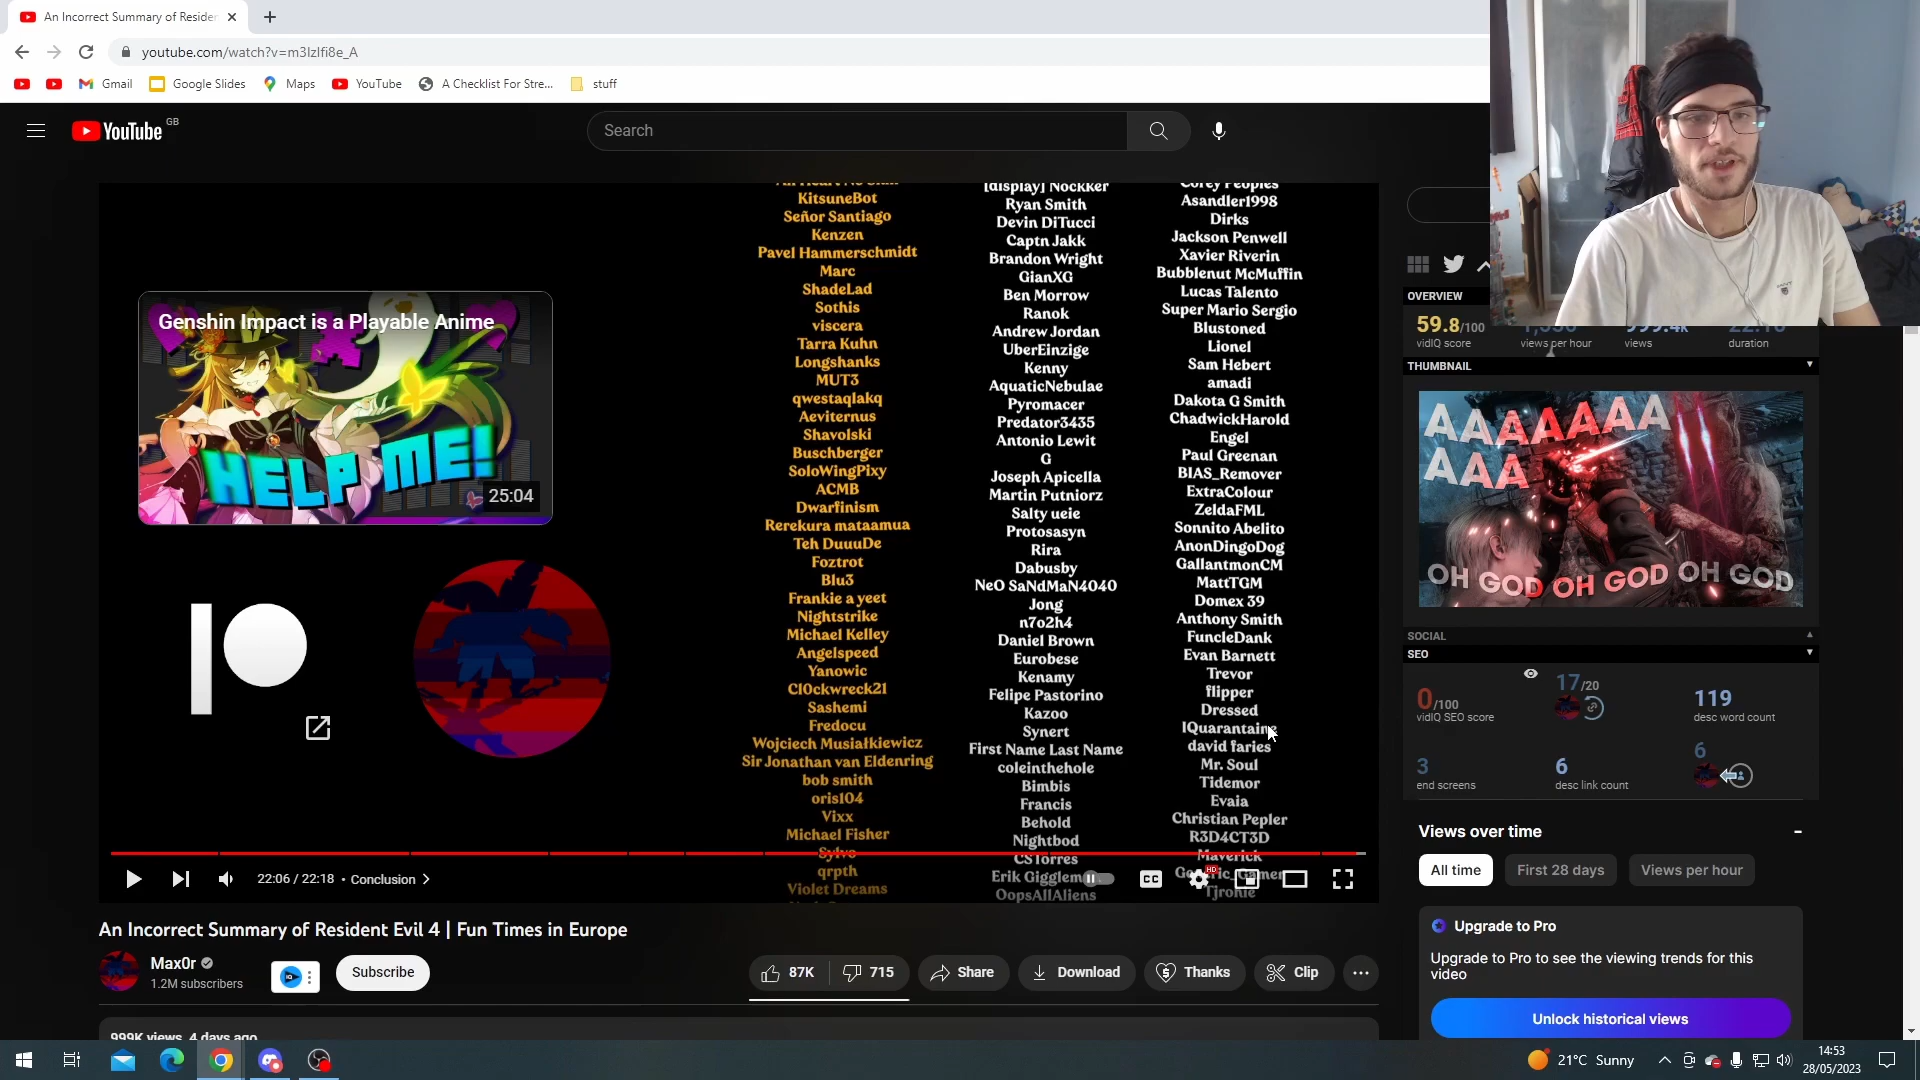 An Incorrect Summary of Residen
youtube.com/watch?v=m3lzlfi8e_A
Gmail
Google Slides
Maps
YouTube
A Checklist For Stre...
stuff
YouTube
GB
Search
KitsuneBot
Señor Santiago
Kenzen
Pavel Hammerschmidt
Marc
ShadeLad
Sothis
viscera
Tarra Kuhn
Longshanks
MUT3
qwestaqlakq
Aeviternus
Shavolski
Buschberger
SoloWingPixy
ACMB
Dwarfinism
Rerekura mataamua
Teh DuuuDe
Foztrot
Blu3
Frankie a yeet
Nightstrike
Michael Kelley
Angelspeed
Yanowic
Cl0ckwreck21
Sashemi
Fredocu
Wojciech Musiałkiewicz
Sir Jonathan van Eldenring
bob smith
oris104
Vixx
Michael Fisher
Sylvo
qrpth
Violet Dreams
[display] Nockker
Ryan Smith
Devin DiTucci
Captn Jakk
Brandon Wright
GianXG
Ben Morrow
Ranok
Andrew Jordan
UberEinzige
Kenny
AquaticNebulae
Pyromacer
Predator3435
Antonio Lewit
G
Joseph Apicella
Martin Putniorz
Salty ueie
Protosasyn
Rira
Dabusby
NeO SaNdMaN4040
Jong
n7o2h4
Daniel Brown
Eurobese
Kenamy
Felipe Pastorino
Kazoo
Synert
First Name Last Name
coleinthehole
Bimbis
Francis
Behold
Nightbod
CSTorres
Erik Gigglem
OopsAllAliens
Corey Peoples
Asandler1998
Dirks
Jackson Penwell
Xavier Riverin
Bubblenut McMuffin
Lucas Talento
Super Mario Sergio
Blustoned
Lionel
Sam Hebert
amadi
Dakota G Smith
ChadwickHarold
Engel
Paul Greenan
BIAS_Remover
ExtraColour
ZeldaFML
Sonnito Abelito
AnonDingoDog
GallantmonCM
MattTGM
Domex 39
Anthony Smith
FuncleDank
Evan Barnett
Trevor
flipper
Dressed
david faries
Mr. Soul
Tidemor
Evaia
Christian Pepler
R3D4CT3D
Maverick
Tjrohie
Genshin Impact is a Playable Anime
HELP ME!
25:04
22:06 / 22:18 • Conclusion
CC
HD
An Incorrect Summary of Resident Evil 4 | Fun Times in Europe
Max0r
1.2M subscribers
Subscribe
87K
715
Share
Download
Thanks
Clip
999K views 4 days ago
OVERVIEW
59.8/100
vidIQ score
views per hour
999.4k
views
22:18
duration
THUMBNAIL
AAAAAAA
AAA
OH GOD OH GOD OH GOD
SOCIAL
SEO
0/100
vidIQ SEO score
17/20
119
desc word count
3
end screens
6
desc link count
6
Views over time
All time
First 28 days
Views per hour
Upgrade to Pro
Upgrade to Pro to see the viewing trends for this
video
Unlock historical views
21°C Sunny
14:53
28/05/2023